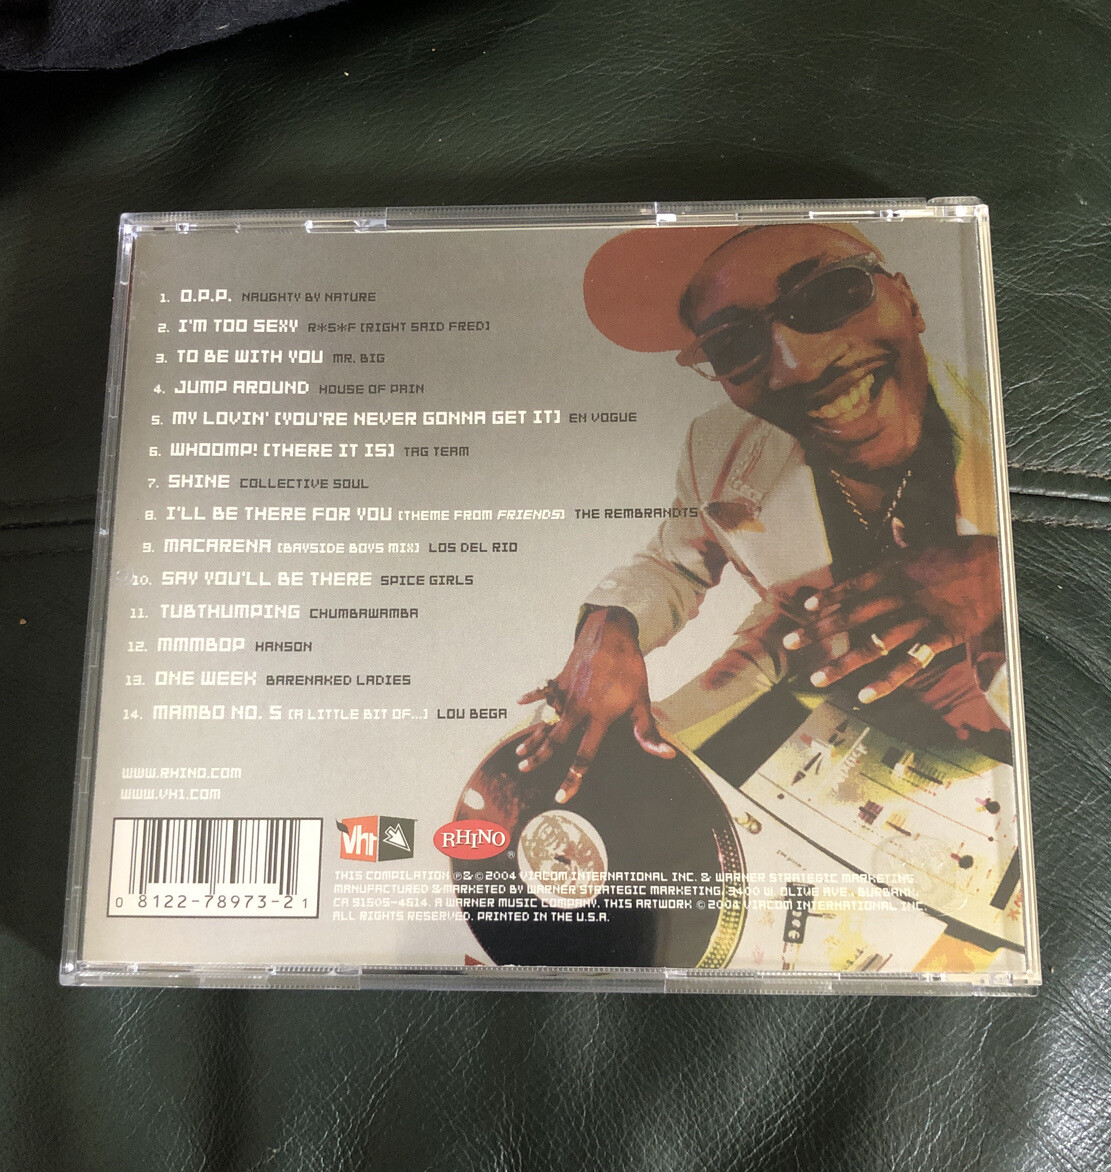 1. O.P.P. NAUGHTY BY NATURE
2. I'M TOO SEXY R*S*F [RIGHT SAID FRED]
3. TO BE WITH YOU MR. BIG
4. JUMP AROUND HOUSE OF PAIN
5. MY LOVIN' [YOU'RE NEVER GONNA GET IT] EN VOGUE
6. WHOOMP! [THERE IT IS] TAG TEAM
7. SHINE COLLECTIVE SOUL
8. I'LL BE THERE FOR YOU [THEME FROM FRIENDS] THE REMBRANDTS
9. MACARENA [BAYSIDE BOYS MIX] LOS DEL RIO
10. SAY YOU'LL BE THERE SPICE GIRLS
11. TUBTHUMPING CHUMBAWAMBA
12. MMMBOP HANSON
13. ONE WEEK BARENAKED LADIES
14. MAMBO NO. 5 [A LITTLE BIT OF...] LOU BEGA
WWW.RHINO.COM
WWW.VH1.COM
0 8122-78973-2 1
VH1
RHINO®
THIS COMPILATION ℗ & © 2004 VIACOM INTERNATIONAL INC. & WARNER STRATEGIC MARKETING.
MANUFACTURED & MARKETED BY WARNER STRATEGIC MARKETING, 3400 W. OLIVE AVE., BURBANK,
CA 91505-4614. A WARNER MUSIC COMPANY. THIS ARTWORK © 2004 VIACOM INTERNATIONAL INC.
ALL RIGHTS RESERVED. PRINTED IN THE U.S.A.